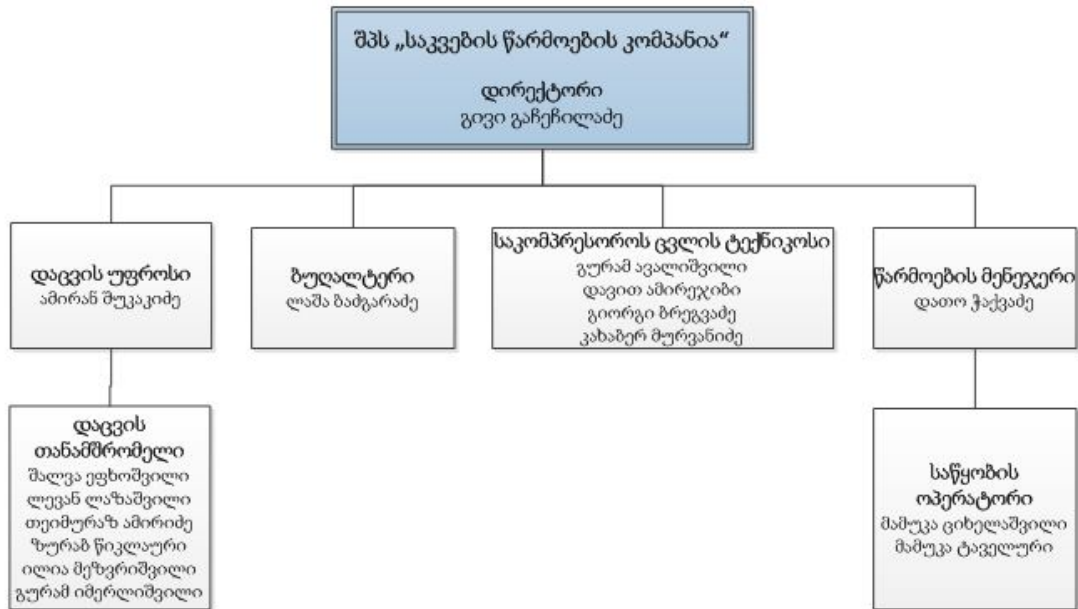 შპს „საკვების წარმოების კომპანია“
დირექტორი
გივი გაჩეჩილაძე
დაცვის უფროსი
ამირან შუკაკიძე
ბუღალტერი
ლაშა ბაძგარაძე
საკომპრესოროს ცვლის ტექნიკოსი
გურამ ავალიშვილი
დავით ამირეჯიბი
გიორგი ბრეგვაძე
კახაბერ მურვანიძე
წარმოების მენეჯერი
დათო ჭაქვაძე
დაცვის
თანამშრომელი
შალვა ეფხოშვილი
ლევან ლაზაშვილი
თეიმურაზ ამირიძე
ზურაბ წიკლაური
ილია მეზვრიშვილი
გურამ იმერლიშვილი
საწყობის
ოპერატორი
მამუკა ციხელაშვილი
მამუკა ტაველური